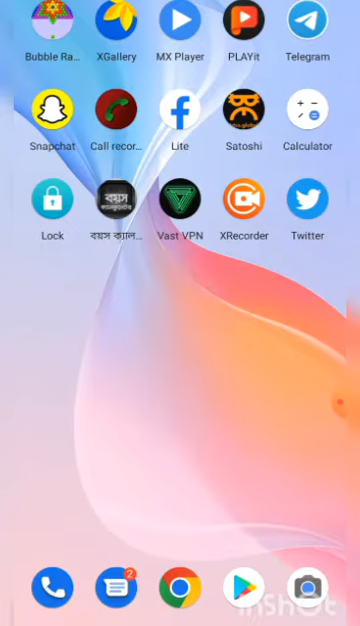 Bubble Ra... XGallery MX Player PLAYit Telegram
Snapchat Call recor... Lite Satoshi Calculator
বয়স
Lock বয়স ক্যাল... Vast VPN XRecorder Twitter
2
InShOt